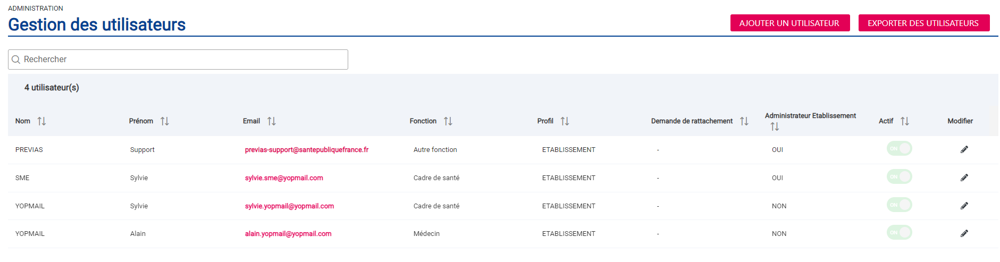 ADMINISTRATION
Gestion des utilisateurs
AJOUTER UN UTILISATEUR
EXPORTER DES UTILISATEURS
Rechercher
4 utilisateur(s)
Nom Prénom Email Fonction Profil Demande de rattachement Administrateur Etablissement Actif Modifier
PREVIAS Support previas-support@santepubliquefrance.fr Autre fonction ETABLISSEMENT - OUI ON
SME Sylvie sylvie.sme@yopmail.com Cadre de santé ETABLISSEMENT - OUI ON
YOPMAIL Sylvie sylvie.yopmail@yopmail.com Cadre de santé ETABLISSEMENT - NON ON
YOPMAIL Alain alain.yopmail@yopmail.com Médecin ETABLISSEMENT - NON ON